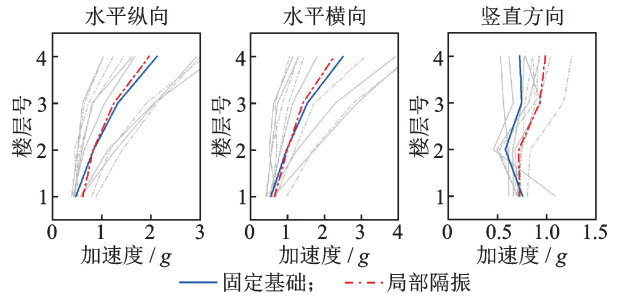 水平纵向 水平横向 竖直方向
4 4 4
3 3 3
楼层号 楼层号 楼层号
2 2 2
1 1 1
0 1 2 3 0 1 2 3 4 0 0.5 1.0 1.5
加速度 / g 加速度 / g 加速度 / g
固定基础; 局部隔振